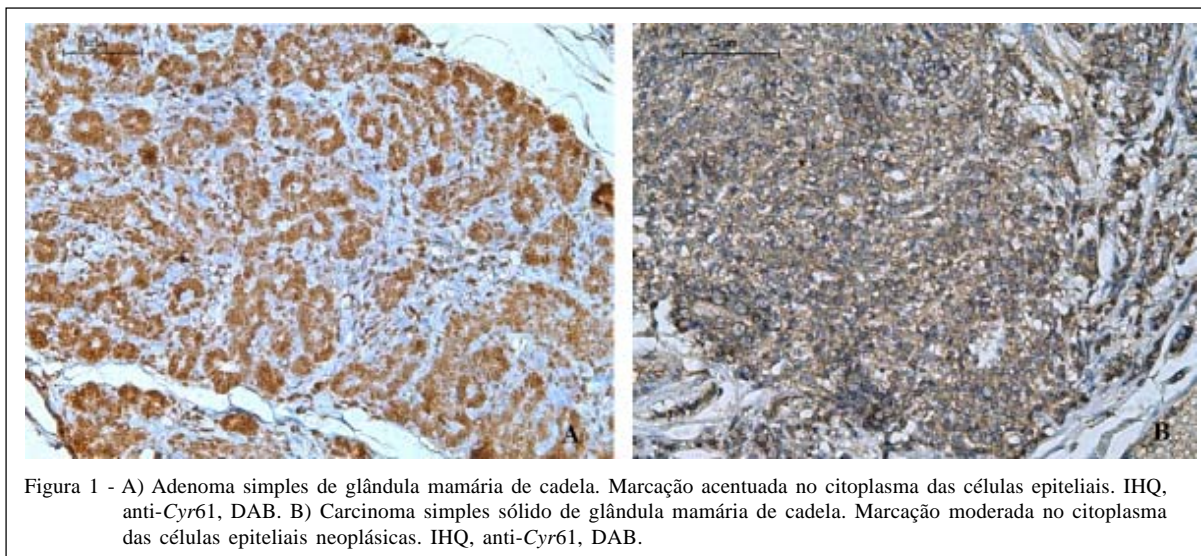 A
B
Figura 1 - A) Adenoma simples de glândula mamária de cadela. Marcação acentuada no citoplasma das células epiteliais. IHQ,
anti-Cyr61, DAB. B) Carcinoma simples sólido de glândula mamária de cadela. Marcação moderada no citoplasma
das células epiteliais neoplásicas. IHQ, anti-Cyr61, DAB.